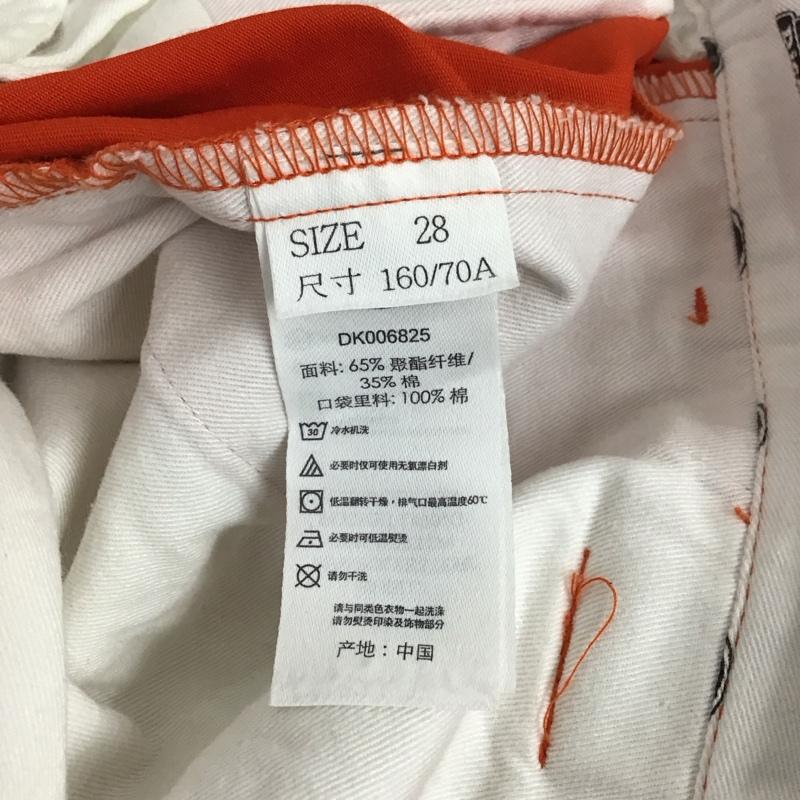 SIZE 28
尺寸 160/70A
DK006825
面料: 65% 聚酯纤维/
35% 棉
口袋里料: 100% 棉
30 冷水机洗
必要时仅可使用无氯漂白剂
低温翻转干燥，排气口最高温度60℃
必要时可低温熨烫
请勿干洗
请与同类色衣物一起洗涤
请勿熨烫印染及饰物部分
产地：中国